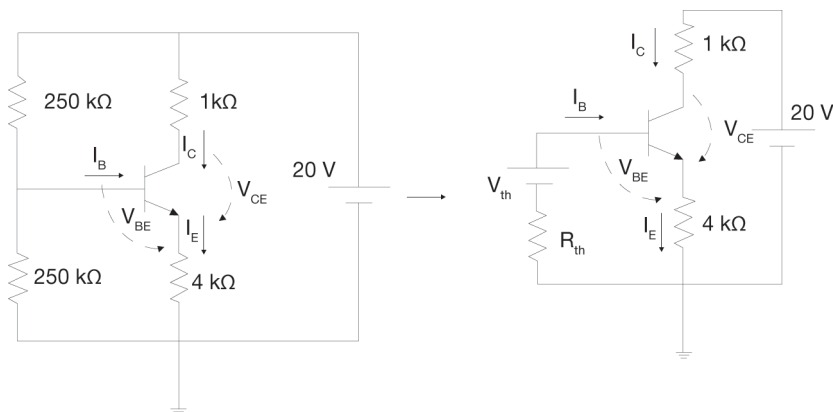 250 kΩ
1kΩ
I_C
I_B
V_BE
I_E
V_CE
20 V
250 kΩ
4 kΩ
I_C
1 kΩ
I_B
V_CE
20 V
V_th
V_BE
I_E
4 kΩ
R_th